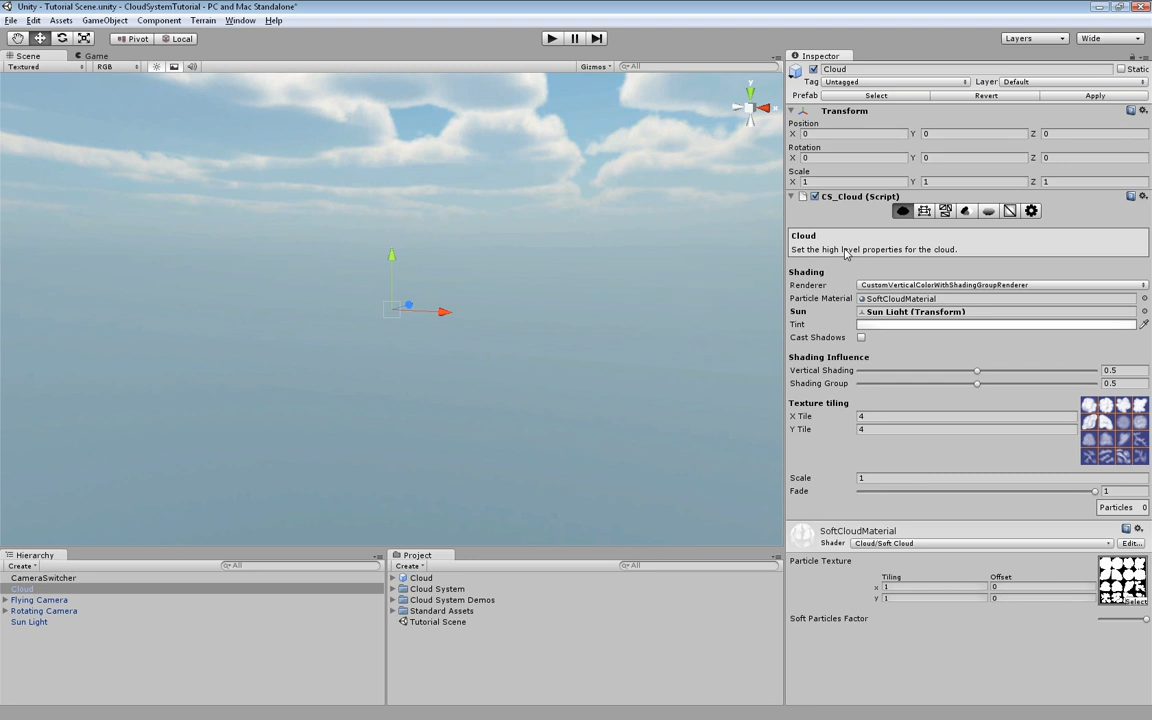 Unity - Tutorial Scene.unity - CloudSystemTutorial - PC and Mac Standalone*
File Edit Assets GameObject Component Terrain Window Help
Pivot Local Layers Wide
Scene Game
Textured RGB Gizmos All
y
x
Inspector
Cloud Static
Tag Untagged Layer Default
Prefab Select Revert Apply
Transform
Position
X 0 Y 0 Z 0
Rotation
X 0 Y 0 Z 0
Scale
X 1 Y 1 Z 1
CS_Cloud (Script)
Cloud
Set the high level properties for the cloud.
Shading
Renderer CustomVerticalColorWithShadingGroupRenderer
Particle Material SoftCloudMaterial
Sun Sun Light (Transform)
Tint
Cast Shadows
Shading Influence
Vertical Shading 0.5
Shading Group 0.5
Texture tiling
X Tile 4
Y Tile 4
Scale 1
Fade 1
Particles 0
SoftCloudMaterial
Shader Cloud/Soft Cloud Edit...
Particle Texture
Tiling Offset
x 1 0
y 1 0
Select
Soft Particles Factor
Hierarchy
Create All
CameraSwitcher
Cloud
Flying Camera
Rotating Camera
Sun Light
Project
Create All
Cloud
Cloud System
Cloud System Demos
Standard Assets
Tutorial Scene